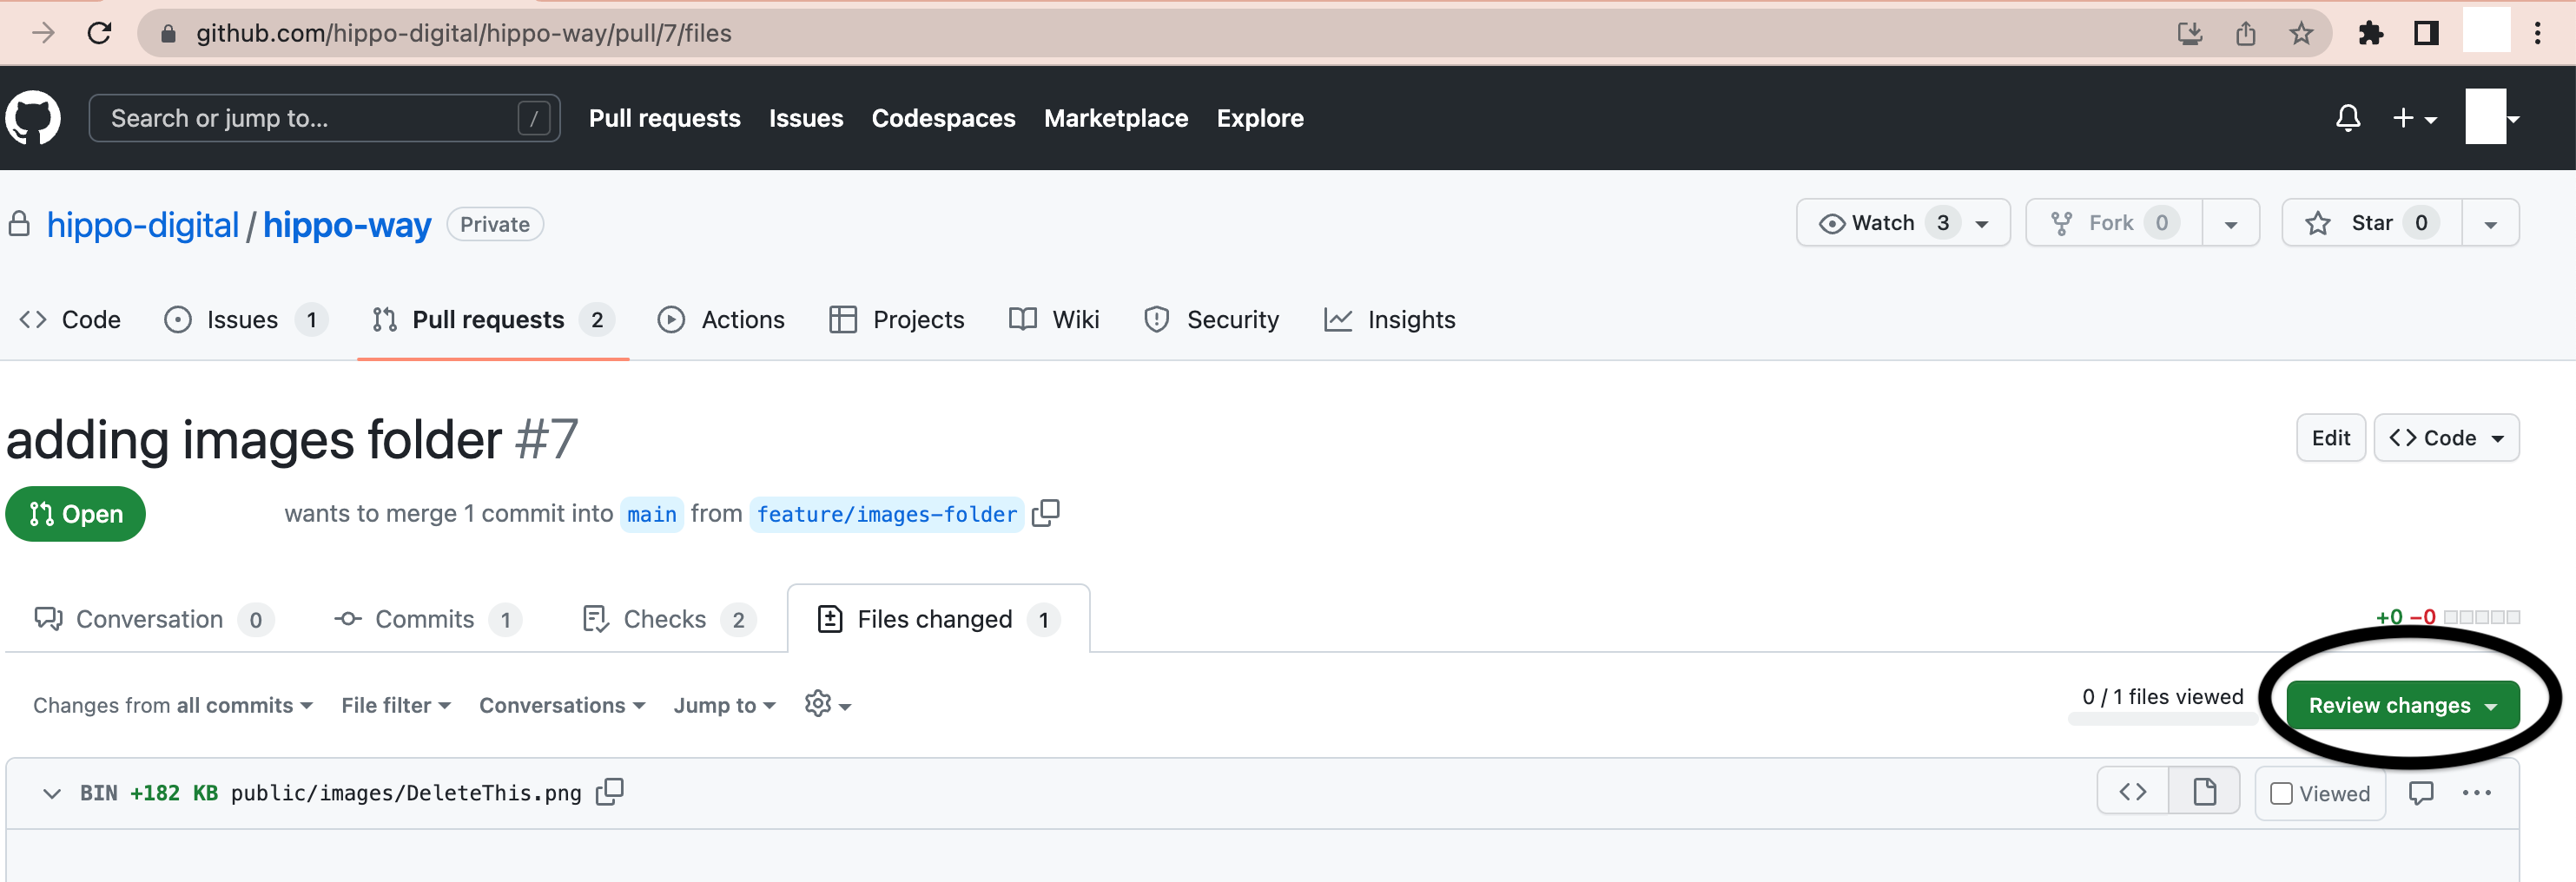 github.com/hippo-digital/hippo-way/pull/7/files
Search or jump to... /
Pull requests Issues Codespaces Marketplace Explore
hippo-digital / hippo-way Private
Watch 3 Fork 0 Star 0
Code Issues 1 Pull requests 2 Actions Projects Wiki Security Insights
adding images folder #7
Edit <> Code
Open wants to merge 1 commit into main from feature/images-folder
Conversation 0 Commits 1 Checks 2 Files changed 1
+0 −0
Changes from all commits File filter Conversations Jump to
0 / 1 files viewed
Review changes
BIN +182 KB public/images/DeleteThis.png
<> Viewed